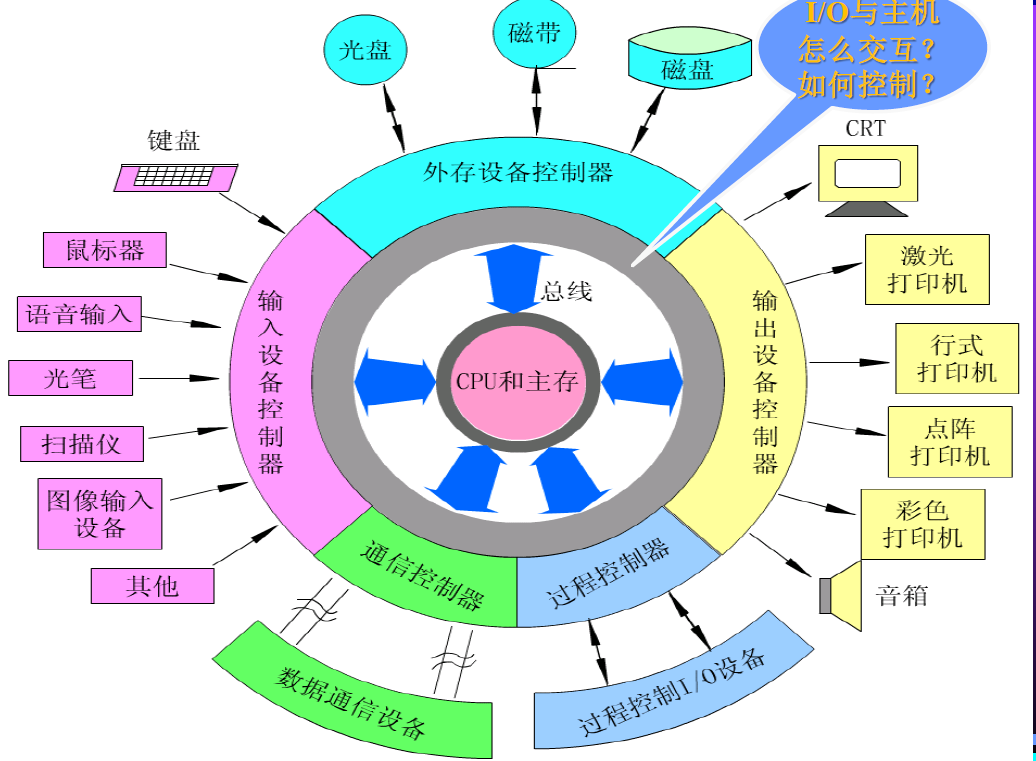 I/O与主机
怎么交互?
如何控制?
光盘
磁带
磁盘
键盘
CRT
外存设备控制器
鼠标器
语音输入
光笔
扫描仪
图像输入
设备
其他
输入设备控制器
总线
CPU和主存
输出设备控制器
激光
打印机
行式
打印机
点阵
打印机
彩色
打印机
音箱
通信控制器
过程控制器
数据通信设备
过程控制I/O设备